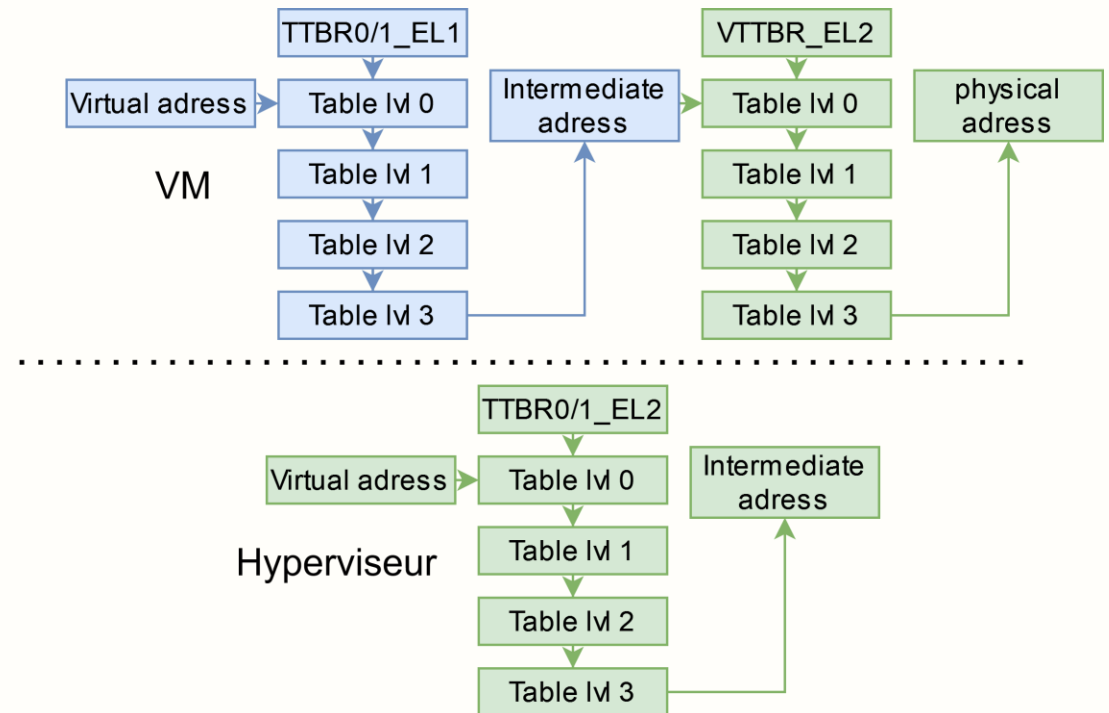 TTBR0/1_EL1
Virtual adress
Table lvl 0
Table lvl 1
Table lvl 2
Table lvl 3
VM
Intermediate
adress
VTTBR_EL2
Table lvl 0
Table lvl 1
Table lvl 2
Table lvl 3
physical
adress
TTBR0/1_EL2
Virtual adress
Table lvl 0
Table lvl 1
Table lvl 2
Table lvl 3
Hyperviseur
Intermediate
adress